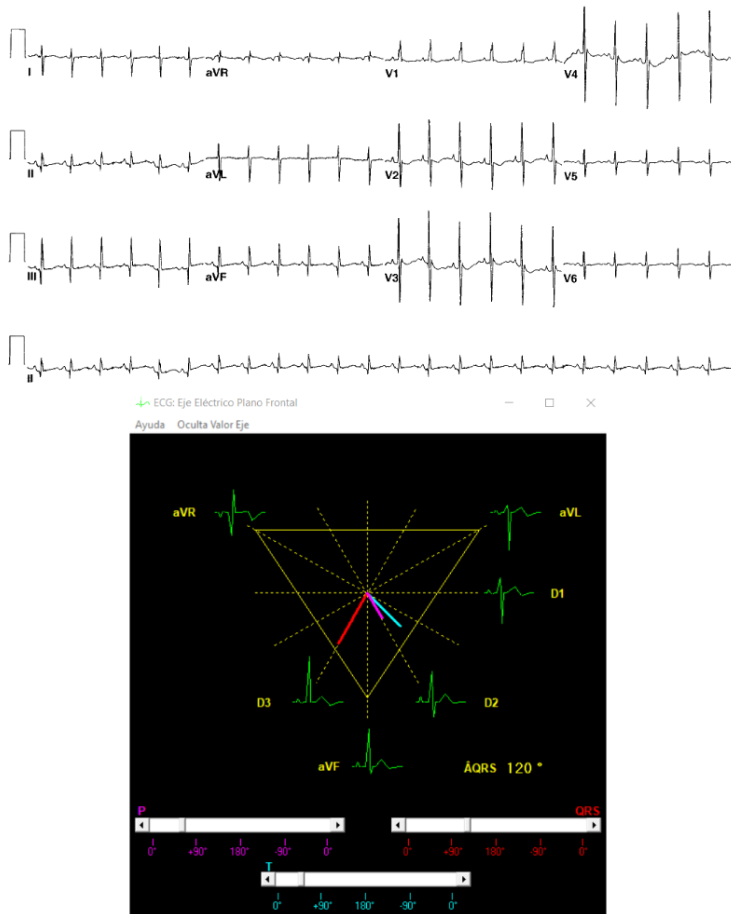 I aVR V1 V4
II aVL V2 V5
III aVF V3 V6
II
ECG: Eje Eléctrico Plano Frontal
Ayuda Oculta Valor Eje
aVR aVL
D1
D3 D2
aVF ÂQRS 120 °
P QRS
0° +90° 180° -90° 0° 0° +90° 180° -90° 0°
T
0° +90° 180° -90° 0°